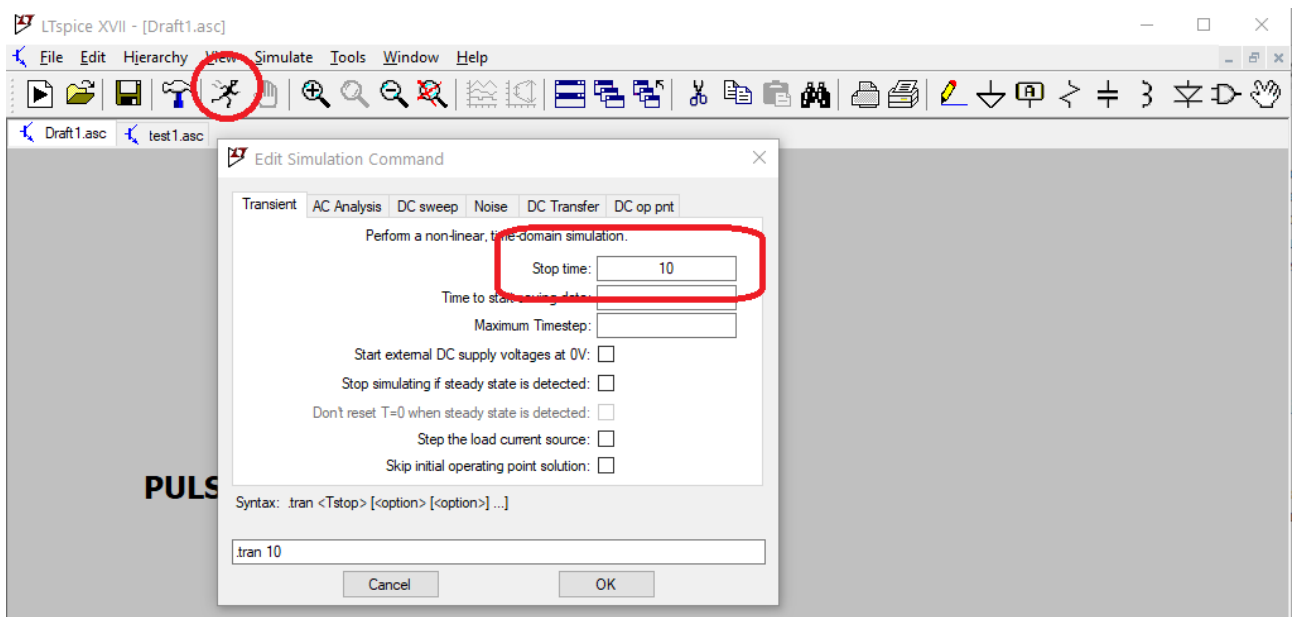 LTspice XVII - [Draft1.asc]
File Edit Hierarchy View Simulate Tools Window Help
Draft1.asc test1.asc
Edit Simulation Command
Transient AC Analysis DC sweep Noise DC Transfer DC op pnt
Perform a non-linear, time-domain simulation.
Stop time: 10
Time to start saving data:
Maximum Timestep:
Start external DC supply voltages at 0V:
Stop simulating if steady state is detected:
Don't reset T=0 when steady state is detected:
Step the load current source:
Skip initial operating point solution:
PULS
Syntax: .tran <Tstop> [<option> [<option>] ...]
.tran 10
Cancel OK